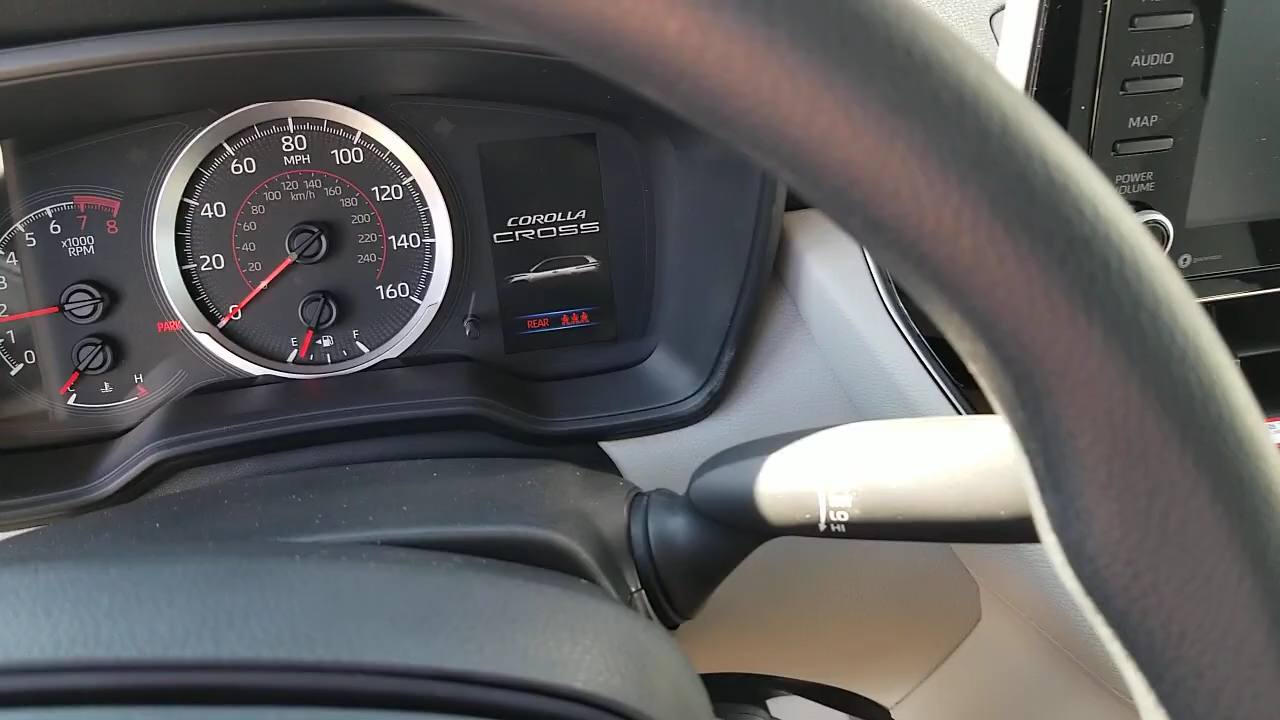 4
5
6
7
8
3
2
1
0
x1000
RPM
C
H
PARK
0
20
40
60
80
100
120
140
160
MPH
20
40
60
80
100
120
140
160
180
200
220
240
km/h
E
F
COROLLA
CROSS
REAR
HI
AUDIO
MAP
POWER
VOLUME